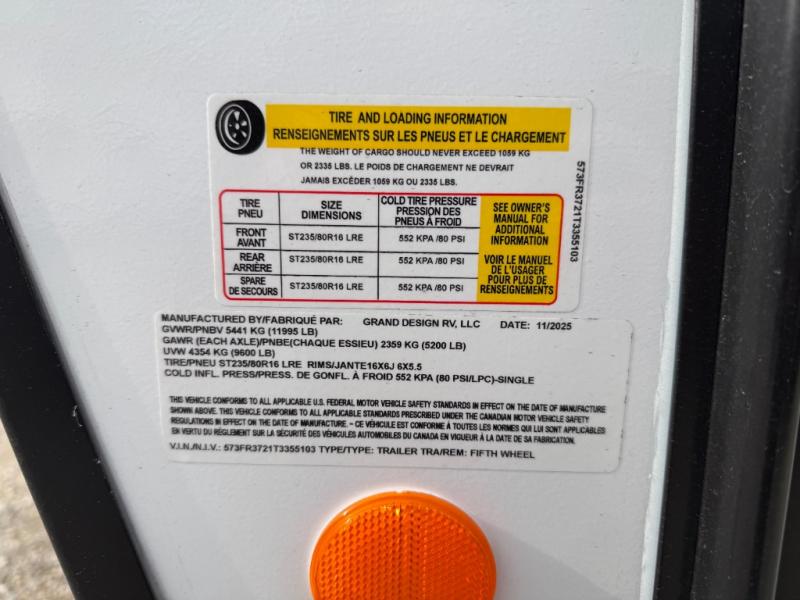 TIRE AND LOADING INFORMATION
RENSEIGNEMENTS SUR LES PNEUS ET LE CHARGEMENT
THE WEIGHT OF CARGO SHOULD NEVER EXCEED 1059 KG
OR 2335 LBS. LE POIDS DE CHARGEMENT NE DEVRAIT
JAMAIS EXCÉDER 1059 KG OU 2335 LBS.
TIRE
PNEU
SIZE
DIMENSIONS
COLD TIRE PRESSURE
PRESSION DES
PNEUS À FROID
FRONT
AVANT
ST235/80R16 LRE
552 KPA /80 PSI
REAR
ARRIÈRE
ST235/80R16 LRE
552 KPA /80 PSI
SPARE
DE SECOURS
ST235/80R16 LRE
552 KPA /80 PSI
SEE OWNER'S
MANUAL FOR
ADDITIONAL
INFORMATION
VOIR LE MANUEL
DE L'USAGER
POUR PLUS DE
RENSEIGNEMENTS
573FR3721T3355103
MANUFACTURED BY/FABRIQUÉ PAR: GRAND DESIGN RV, LLC DATE: 11/2025
GVWR/PNBV 5441 KG (11995 LB)
GAWR (EACH AXLE)/PNBE(CHAQUE ESSIEU) 2359 KG (5200 LB)
UVW 4354 KG (9600 LB)
TIRE/PNEU ST235/80R16 LRE RIMS/JANTE16X6J 6X5.5
COLD INFL. PRESS/PRESS. DE GONFL. À FROID 552 KPA (80 PSI/LPC)-SINGLE
THIS VEHICLE CONFORMS TO ALL APPLICABLE U.S. FEDERAL MOTOR VEHICLE SAFETY STANDARDS IN EFFECT ON THE DATE OF MANUFACTURE
SHOWN ABOVE. THIS VEHICLE CONFORMS TO ALL APPLICABLE STANDARDS PRESCRIBED UNDER THE CANADIAN MOTOR VEHICLE SAFETY
REGULATIONS IN EFFECT ON THE DATE OF MANUFACTURE. - CE VÉHICULE EST CONFORME À TOUTES LES NORMES QUI LUI SONT APPLICABLES
EN VERTU DU RÈGLEMENT SUR LA SÉCURITÉ DES VÉHICULES AUTOMOBILES DU CANADA EN VIGUEUR À LA DATE DE SA FABRICATION.
V.I.N./N.I.V.: 573FR3721T3355103 TYPE/TYPE: TRAILER TRA/REM: FIFTH WHEEL